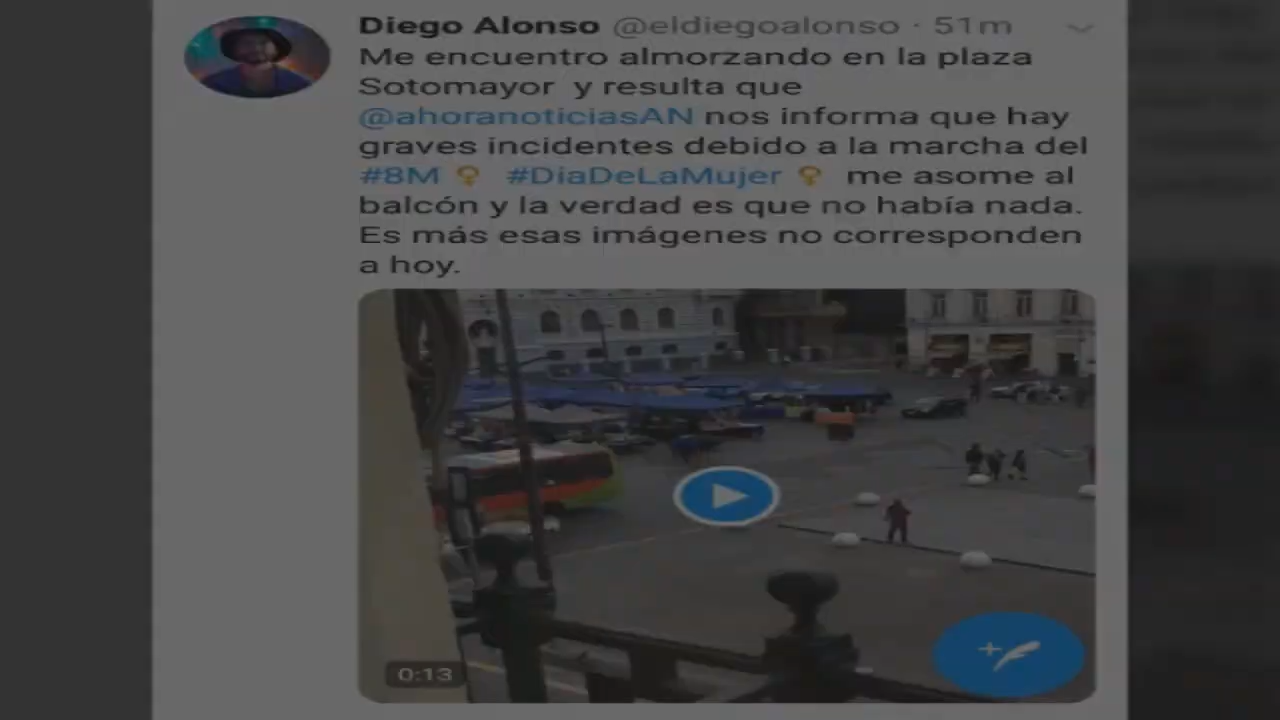 Diego Alonso @eldiegoalonso · 51m
Me encuentro almorzando en la plaza
Sotomayor y resulta que
@ahoranoticiasAN nos informa que hay
graves incidentes debido a la marcha del
#8M ♀ #DiaDeLaMujer ♀ me asome al
balcón y la verdad es que no había nada.
Es más esas imágenes no corresponden
a hoy.
0:13